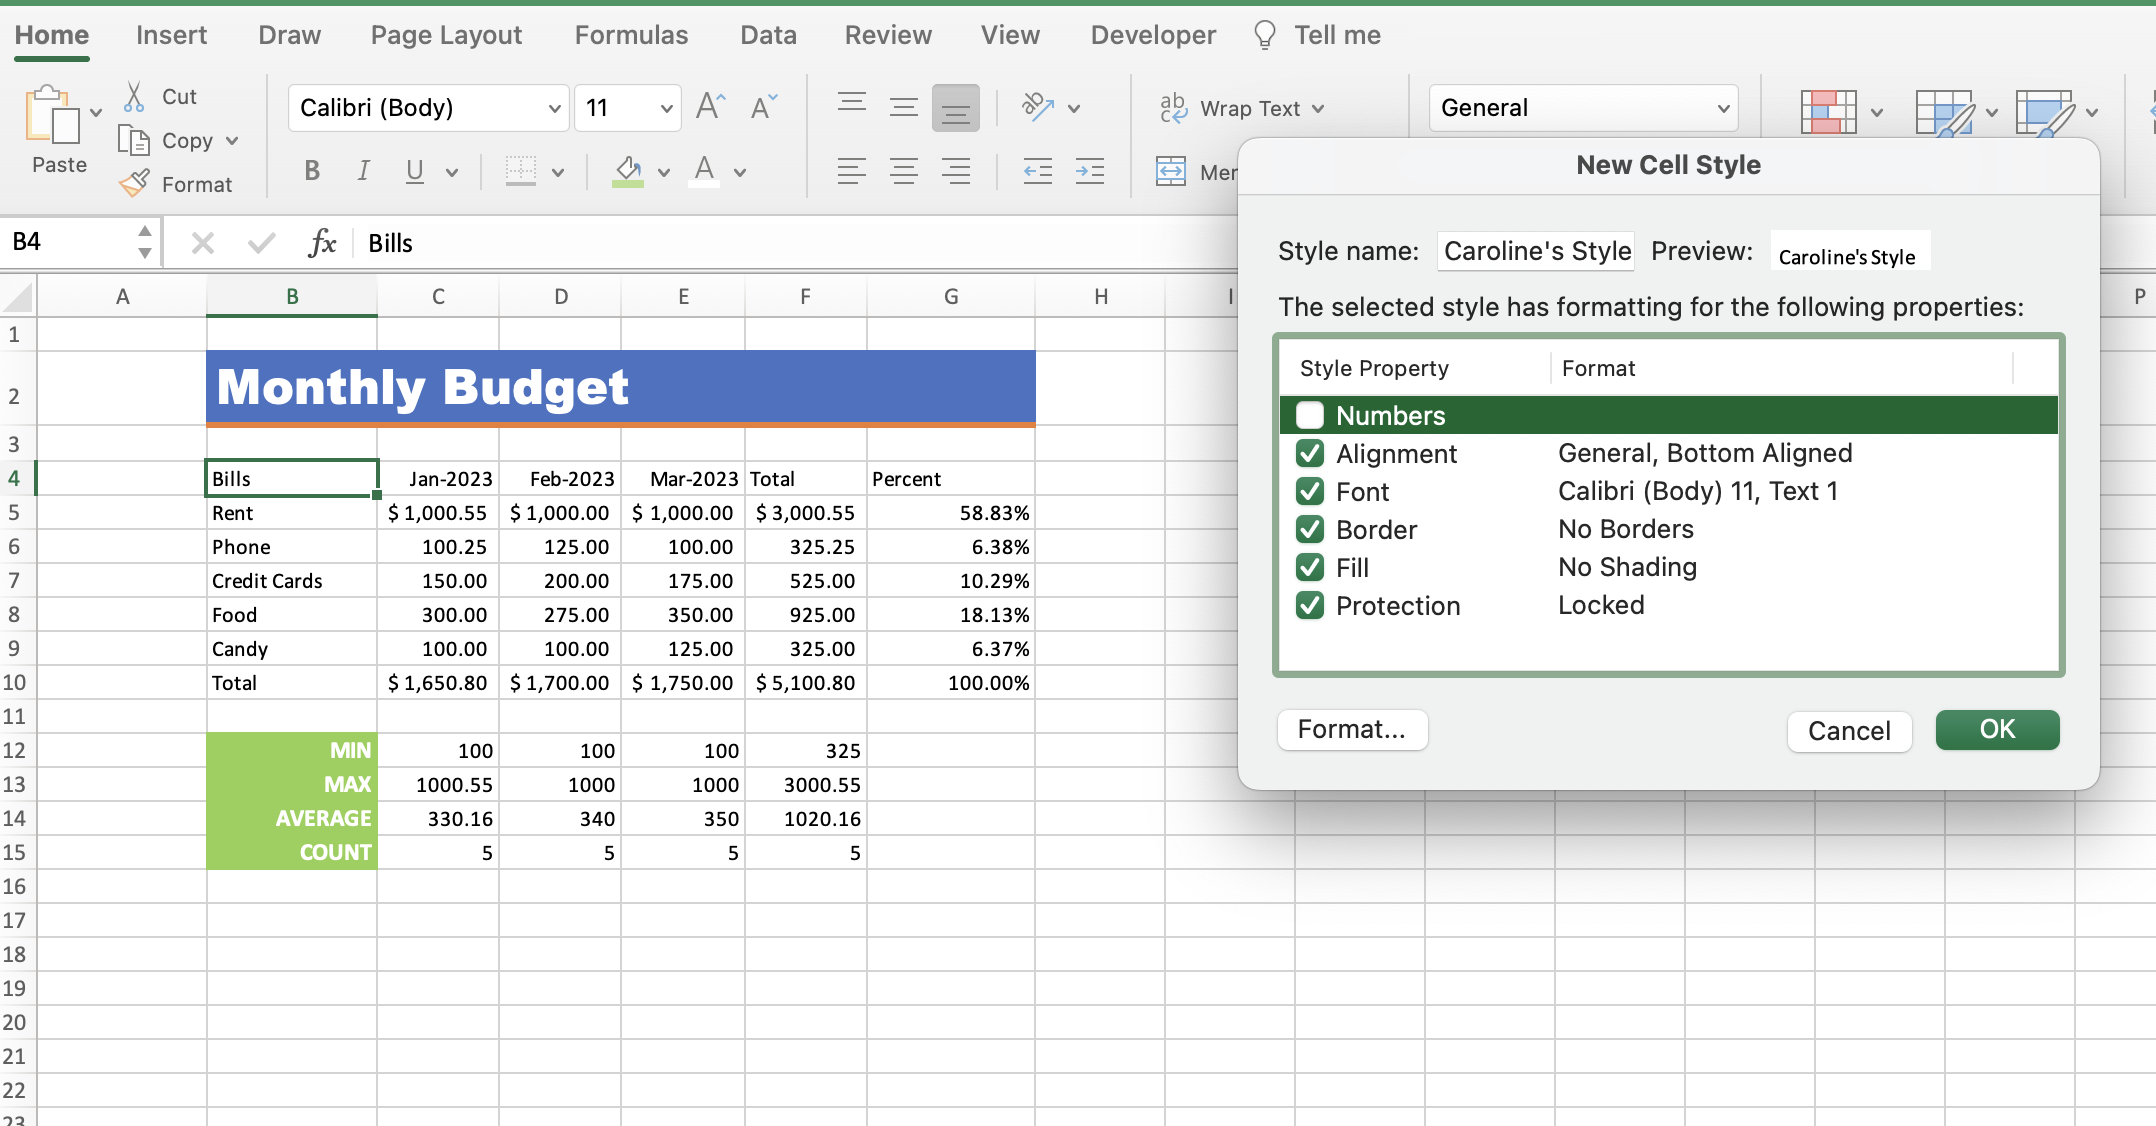 Home Insert Draw Page Layout Formulas Data Review View Developer Tell me
Paste
Cut
Copy
Format
Calibri (Body) 11 A A
B I U A
ab
c
Wrap Text
General
B4 fx Bills
A B C D E F G H I P
1
2 Monthly Budget
3
4 Bills Jan-2023 Feb-2023 Mar-2023 Total Percent
5 Rent $ 1,000.55 $ 1,000.00 $ 1,000.00 $ 3,000.55 58.83%
6 Phone 100.25 125.00 100.00 325.25 6.38%
7 Credit Cards 150.00 200.00 175.00 525.00 10.29%
8 Food 300.00 275.00 350.00 925.00 18.13%
9 Candy 100.00 100.00 125.00 325.00 6.37%
10 Total $ 1,650.80 $ 1,700.00 $ 1,750.00 $ 5,100.80 100.00%
11
12 MIN 100 100 100 325
13 MAX 1000.55 1000 1000 3000.55
14 AVERAGE 330.16 340 350 1020.16
15 COUNT 5 5 5 5
16
17
18
19
20
21
22
23
New Cell Style
Style name: Caroline's Style Preview: Caroline's Style
The selected style has formatting for the following properties:
Style Property Format
Numbers
Alignment General, Bottom Aligned
Font Calibri (Body) 11, Text 1
Border No Borders
Fill No Shading
Protection Locked
Format... Cancel OK